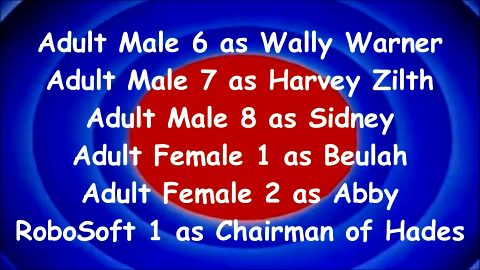 Adult Male 6 as Wally Warner
Adult Male 7 as Harvey Zilth
Adult Male 8 as Sidney
Adult Female 1 as Beulah
Adult Female 2 as Abby
RoboSoft 1 as Chairman of Hades